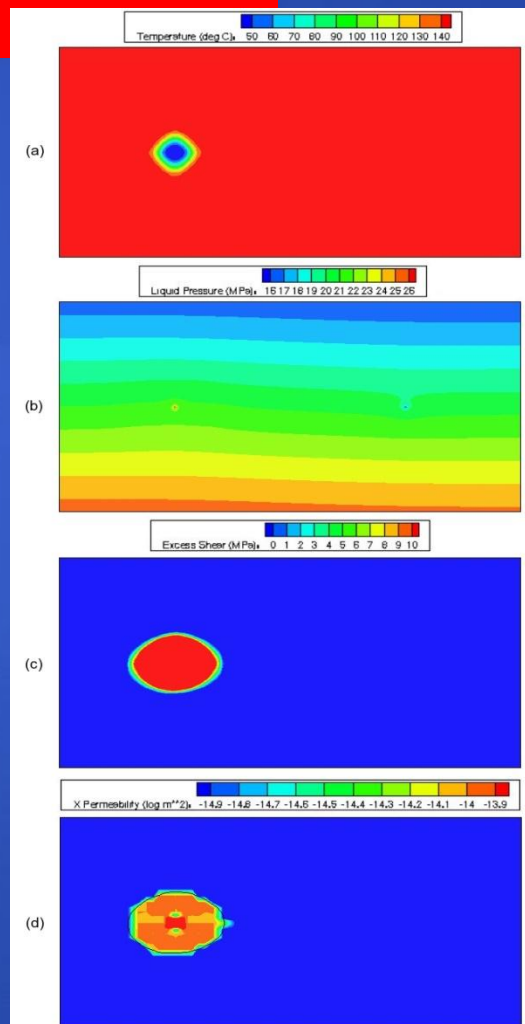 Temperature (deg C): 50 60 70 80 90 100 110 120 130 140
(a)
Liquid Pressure (MPa): 16 17 18 19 20 21 22 23 24 25 26
(b)
Excess Shear (MPa): 0 1 2 3 4 5 6 7 8 9 10
(c)
X Permeability (log m**2): -14.9 -14.8 -14.7 -14.6 -14.5 -14.4 -14.3 -14.2 -14.1 -14 -13.9
(d)